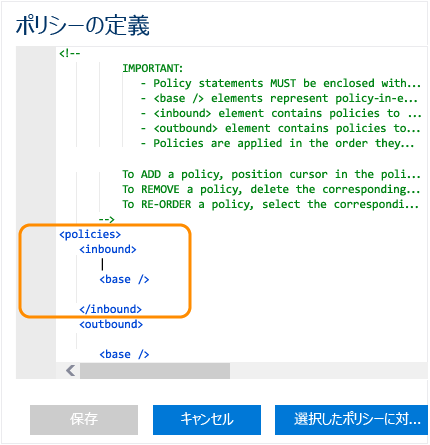 ポリシーの定義
<!--
IMPORTANT:
- Policy statements MUST be enclosed with...
- <base /> elements represent policy-in-e...
- <inbound> element contains policies to ...
- <outbound> element contains policies to...
- Policies are applied in the order they...
To ADD a policy, position cursor in the poli...
To REMOVE a policy, delete the corresponding...
To RE-ORDER a policy, select the correspondi...
-->
<policies>
<inbound>
<base />
</inbound>
<outbound>
<base />
保存
キャンセル
選択したポリシーに対...